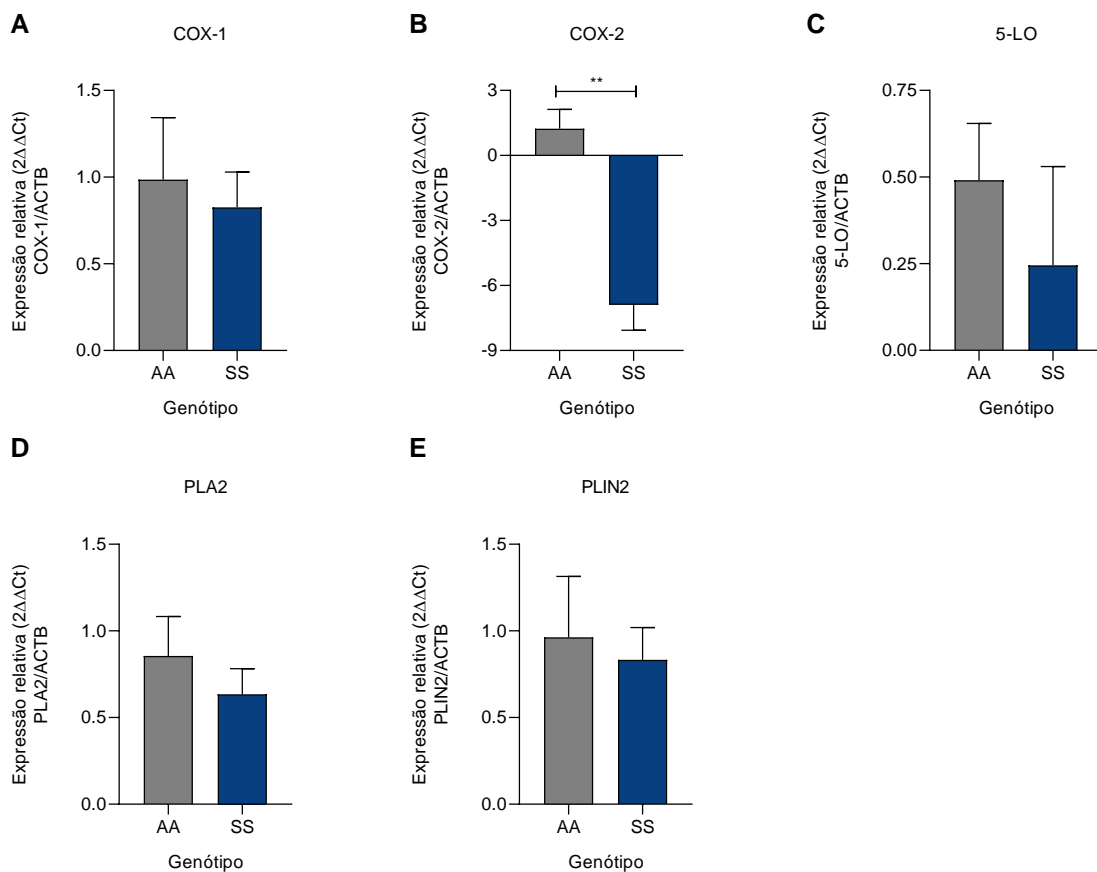 A
COX-1
Expressão relativa (2ΔΔCt)
COX-1/ACTB
1.5
1.0
0.5
0.0
AA
SS
Genótipo
B
COX-2
Expressão relativa (2ΔΔCt)
COX-2/ACTB
3
0
-3
-6
-9
**
AA
SS
Genótipo
C
5-LO
Expressão relativa (2ΔΔCt)
5-LO/ACTB
0.75
0.50
0.25
0.00
AA
SS
Genótipo
D
PLA2
Expressão relativa (2ΔΔCt)
PLA2/ACTB
1.5
1.0
0.5
0.0
AA
SS
Genótipo
E
PLIN2
Expressão relativa (2ΔΔCt)
PLIN2/ACTB
1.5
1.0
0.5
0.0
AA
SS
Genótipo